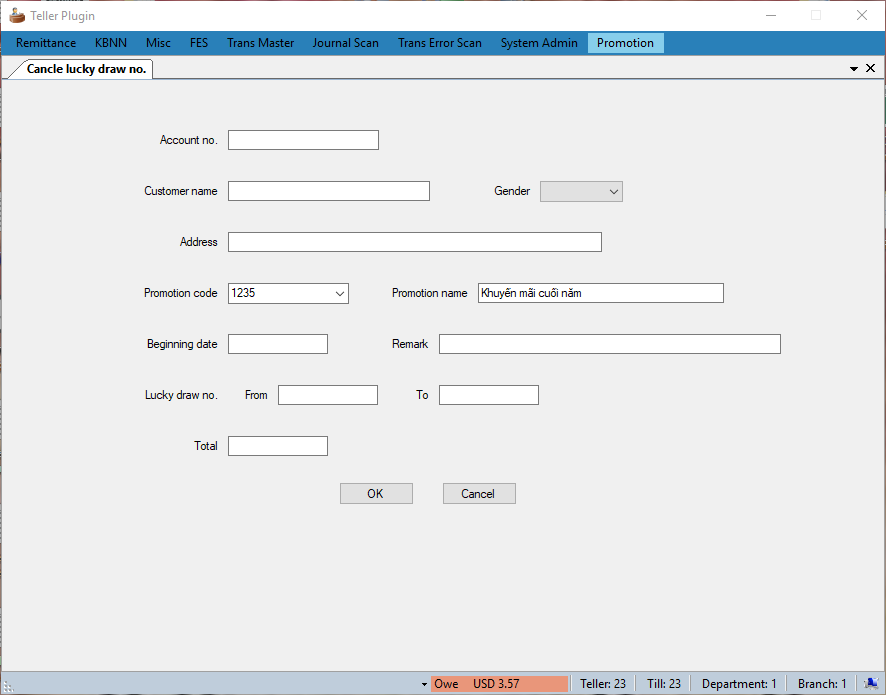 Teller Plugin
Remittance KBNN Misc FES Trans Master Journal Scan Trans Error Scan System Admin Promotion
Cancle lucky draw no.
Account no.
Customer name Gender
Address
Promotion code 1235 Promotion name Khuyến mãi cuối năm
Beginning date Remark
Lucky draw no. From To
Total
OK Cancel
Owe USD 3.57 Teller: 23 Till: 23 Department: 1 Branch: 1